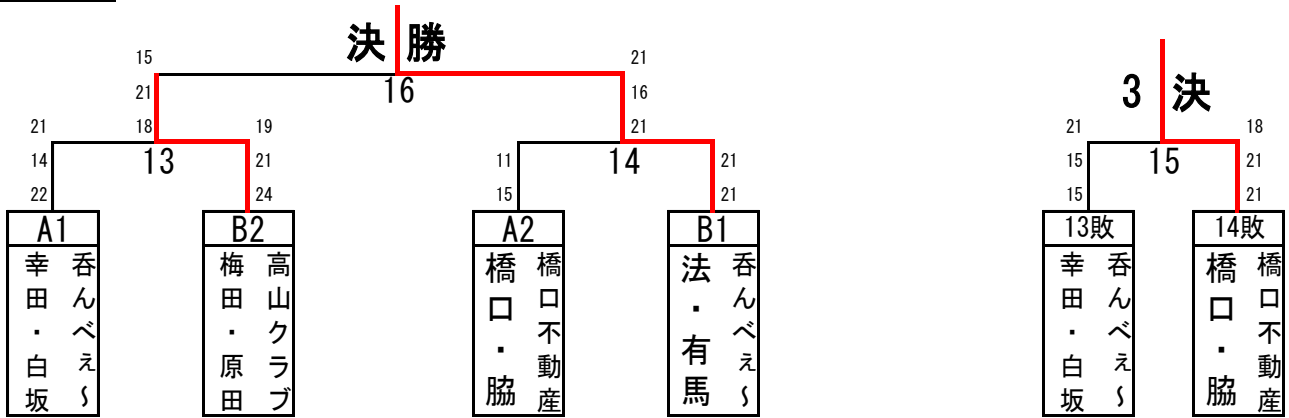 決勝
15 21
16
21 16
18 21
21 19
13
14 21
22 24
11 21
14
15 21
3決
21 18
15
15 21
15 21
A1
呑んべぇ～
幸田・白坂
B2
高山クラブ
梅田・原田
A2
橋口不動産
橋口・脇
B1
呑んべぇ～
法・有馬
13敗
呑んべぇ～
幸田・白坂
14敗
橋口不動産
橋口・脇